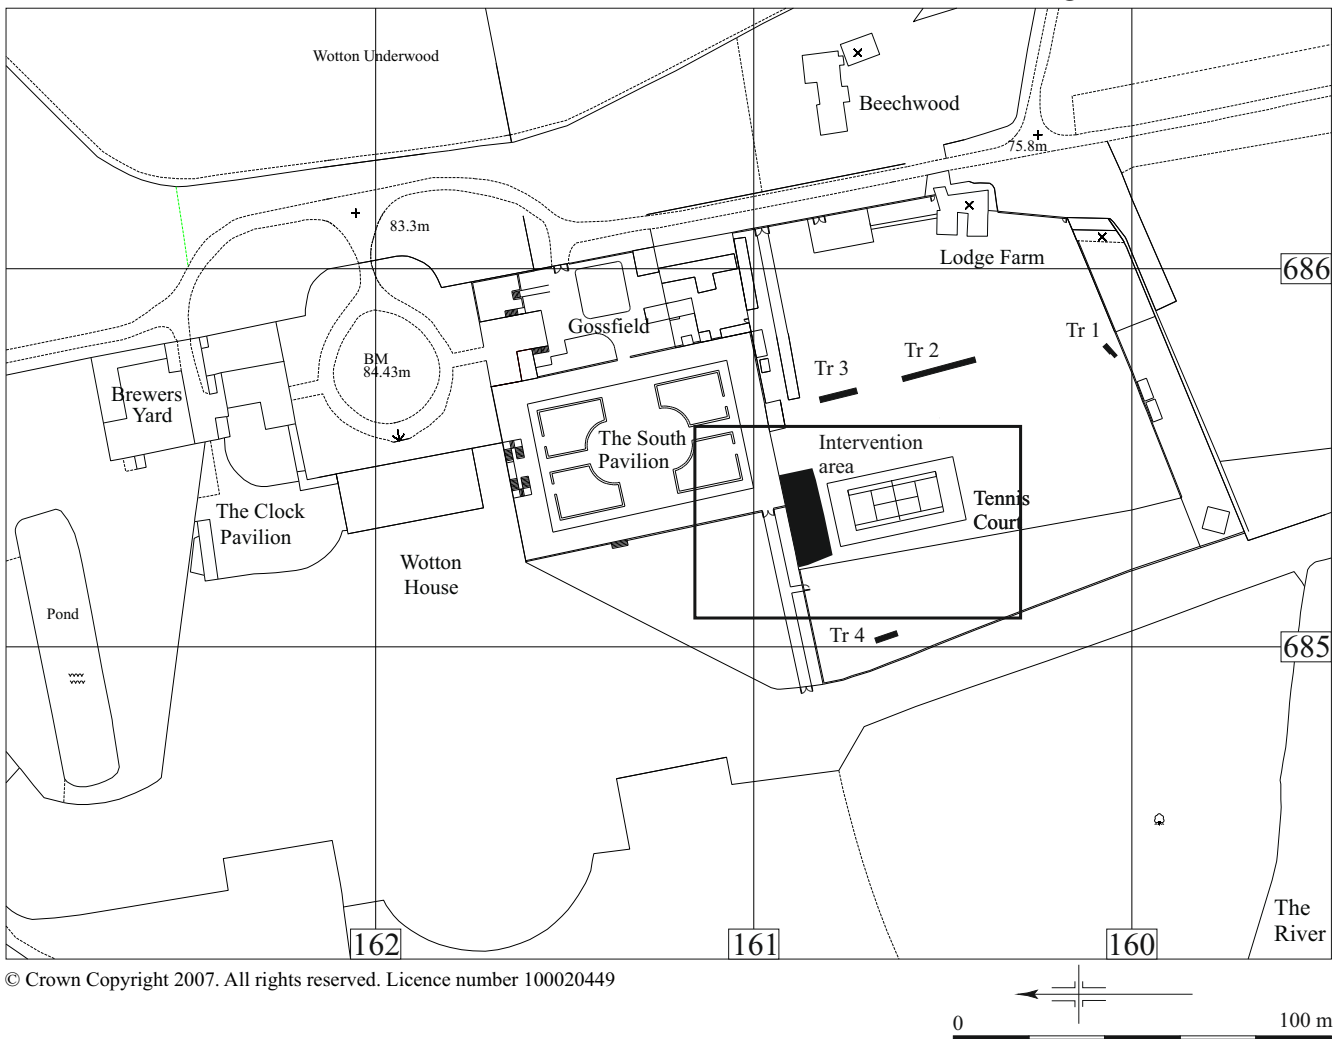 Wotton Underwood
Beechwood
75.8m
83.3m
Lodge Farm
686
Gossfield
Tr 1
Tr 2
Tr 3
BM
84.43m
Brewers
Yard
The South
Pavilion
Intervention
area
Tennis
Court
The Clock
Pavilion
Wotton
House
Pond
Tr 4
685
The
River
162
161
160
© Crown Copyright 2007. All rights reserved. Licence number 100020449
0
100 m